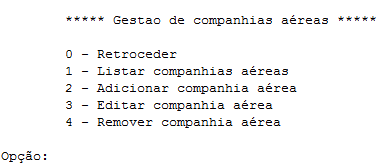 ***** Gestao de companhias aéreas *****
0 - Retroceder
1 - Listar companhias aéreas
2 - Adicionar companhia aérea
3 - Editar companhia aérea
4 - Remover companhia aérea
Opção: